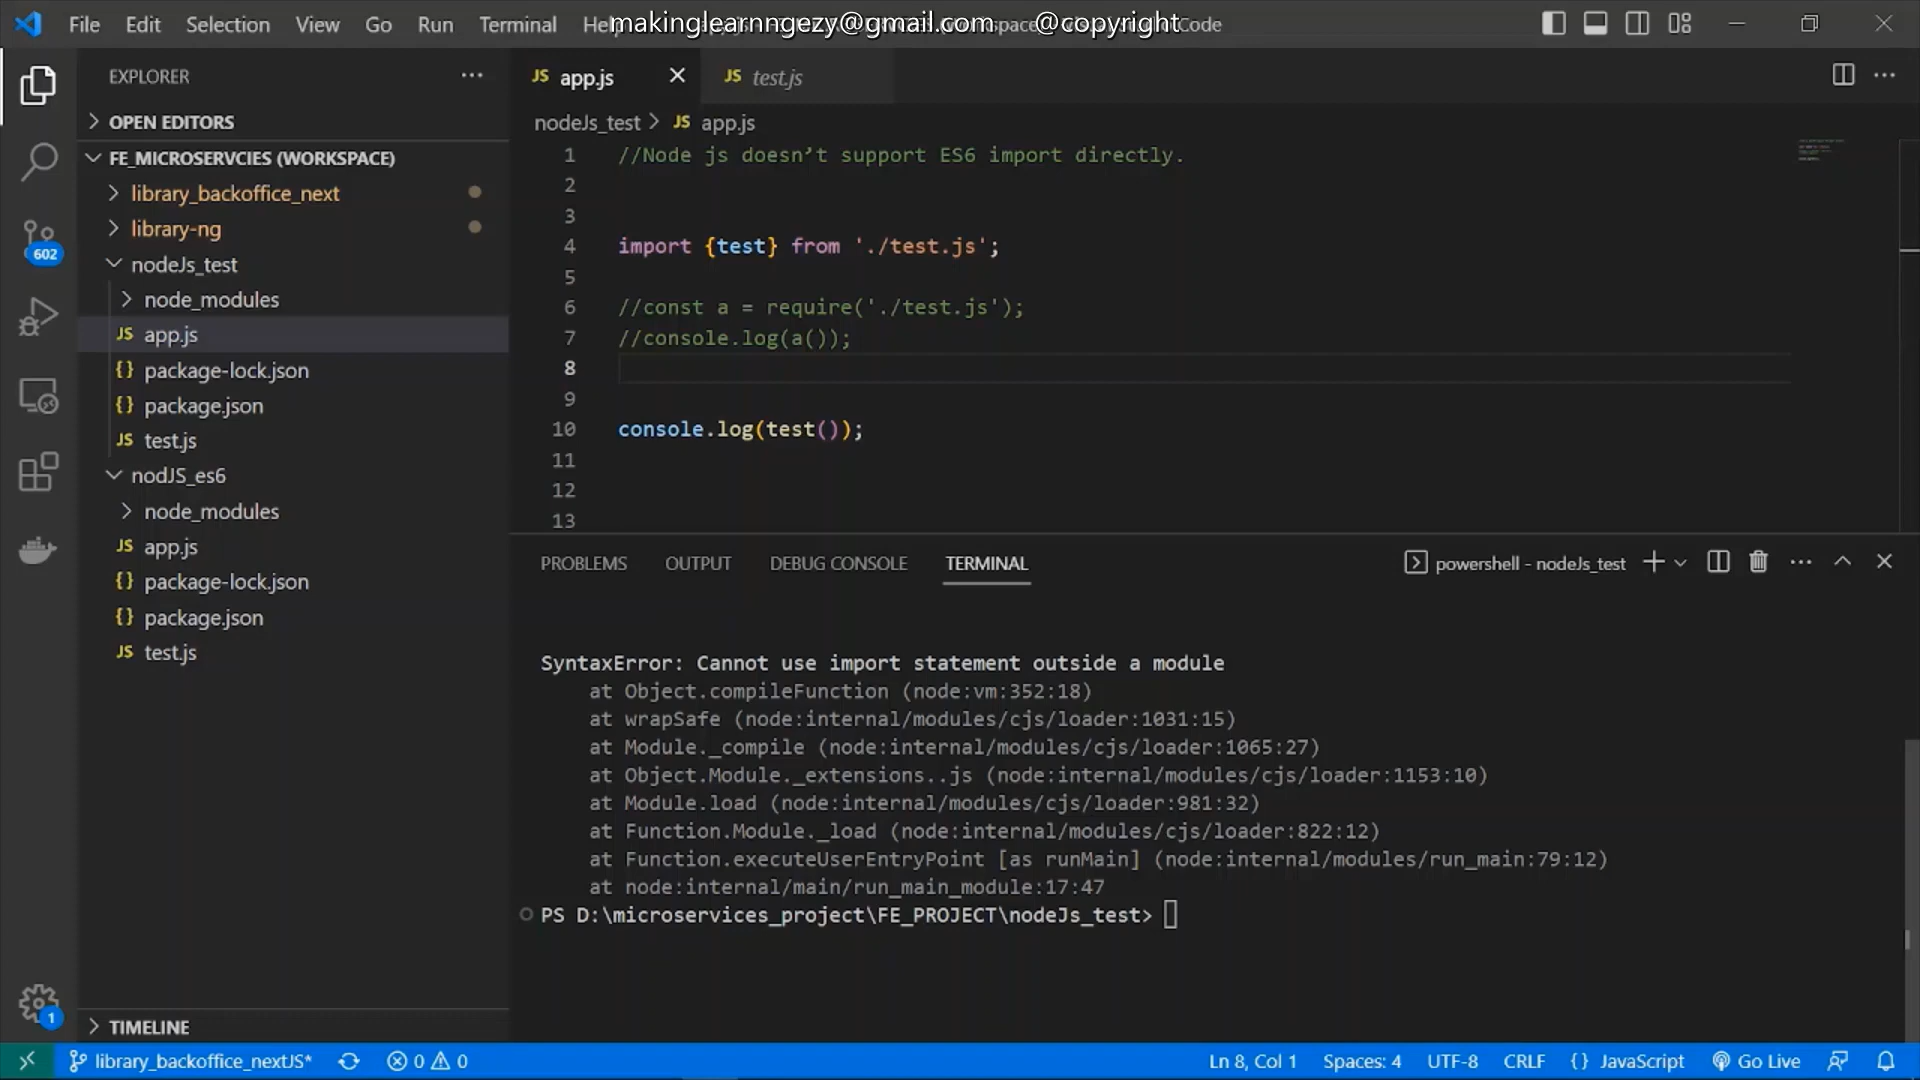 File Edit Selection View Go Run Terminal
makinglearnngezy@gmail.com @copyright
Code
EXPLORER
OPEN EDITORS
FE_MICROSERVCIES (WORKSPACE)
library_backoffice_next
library-ng
nodeJs_test
node_modules
JS app.js
{} package-lock.json
{} package.json
JS test.js
nodJS_es6
node_modules
JS app.js
{} package-lock.json
{} package.json
JS test.js
TIMELINE
602
1
JS app.js JS test.js
nodeJs_test > JS app.js
1 //Node js doesn’t support ES6 import directly.
2
3
4 import {test} from './test.js';
5
6 //const a = require('./test.js');
7 //console.log(a());
8
9
10 console.log(test());
11
12
13
PROBLEMS OUTPUT DEBUG CONSOLE TERMINAL powershell - nodeJs_test
SyntaxError: Cannot use import statement outside a module
at Object.compileFunction (node:vm:352:18)
at wrapSafe (node:internal/modules/cjs/loader:1031:15)
at Module._compile (node:internal/modules/cjs/loader:1065:27)
at Object.Module._extensions..js (node:internal/modules/cjs/loader:1153:10)
at Module.load (node:internal/modules/cjs/loader:981:32)
at Function.Module._load (node:internal/modules/cjs/loader:822:12)
at Function.executeUserEntryPoint [as runMain] (node:internal/modules/run_main:79:12)
at node:internal/main/run_main_module:17:47
PS D:\microservices_project\FE_PROJECT\nodeJs_test>
library_backoffice_nextJS* 0 0 Ln 8, Col 1 Spaces: 4 UTF-8 CRLF {} JavaScript Go Live